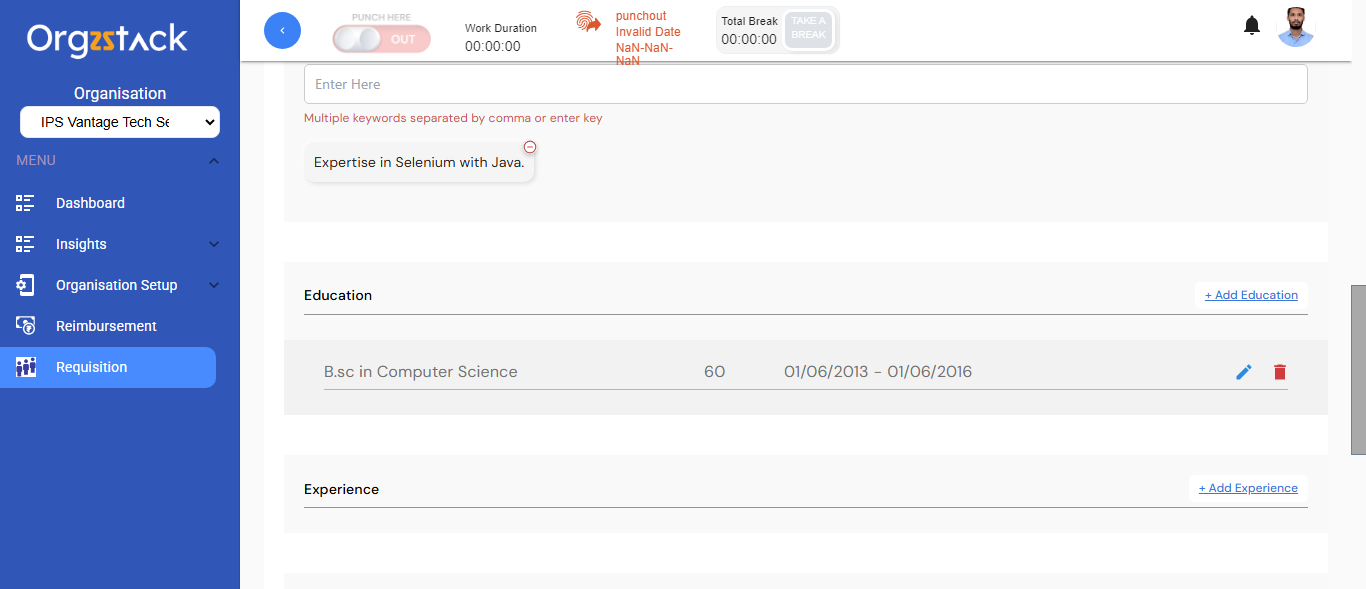 Orgzstack
Organisation
IPS Vantage Tech Se
MENU
Dashboard
Insights
Organisation Setup
Reimbursement
Requisition
PUNCH HERE
OUT
Work Duration
00:00:00
punchout
Invalid Date
NaN-NaN-
NaN
Total Break
00:00:00
TAKE A
BREAK
Enter Here
Multiple keywords separated by comma or enter key
Expertise in Selenium with Java.
Education
+ Add Education
B.sc in Computer Science 60 01/06/2013 - 01/06/2016
Experience
+ Add Experience